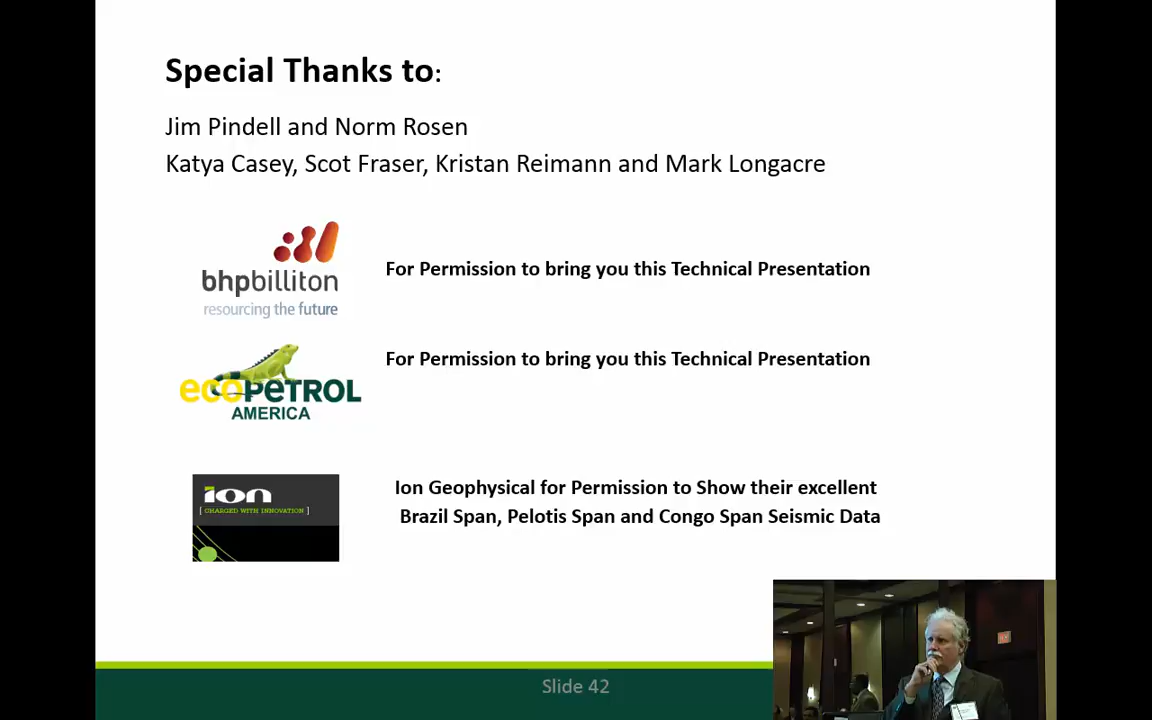 Special Thanks to:
Jim Pindell and Norm Rosen
Katya Casey, Scot Fraser, Kristan Reimann and Mark Longacre
bhpbilliton
resourcing the future
For Permission to bring you this Technical Presentation
ecoPETROL
AMERICA
For Permission to bring you this Technical Presentation
ion
[ CHARGED WITH INNOVATION ]
Ion Geophysical for Permission to Show their excellent
Brazil Span, Pelotis Span and Congo Span Seismic Data
Slide 42